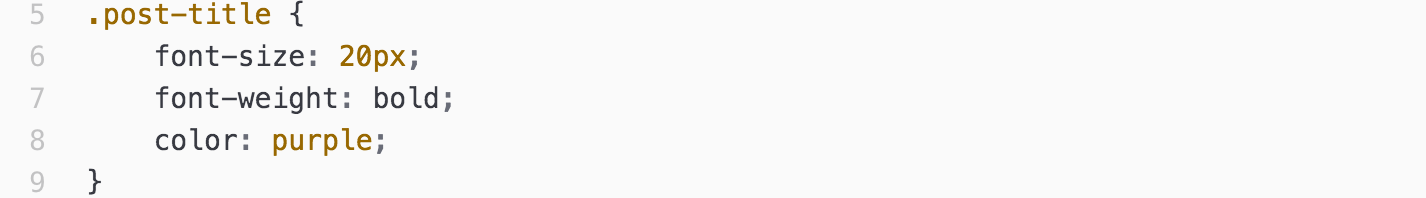 5 .post-title {
6     font-size: 20px;
7     font-weight: bold;
8     color: purple;
9 }